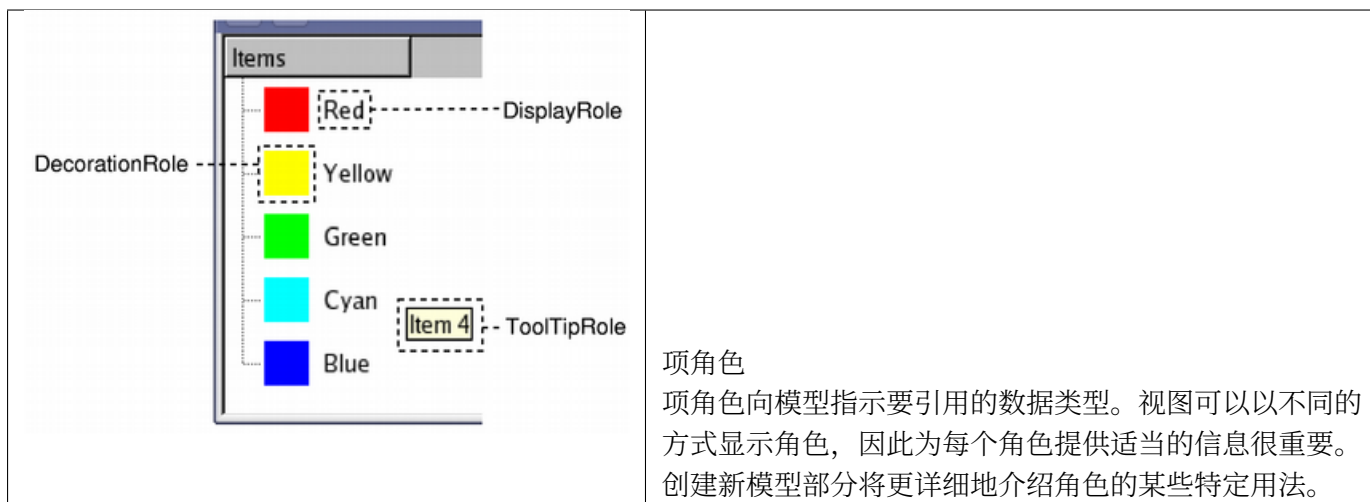 Items
Red
DisplayRole
DecorationRole
Yellow
Green
Cyan
Item 4
ToolTipRole
Blue
项角色
项角色向模型指示要引用的数据类型。视图可以以不同的
方式显示角色，因此为每个角色提供适当的信息很重要。
创建新模型部分将更详细地介绍角色的某些特定用法。